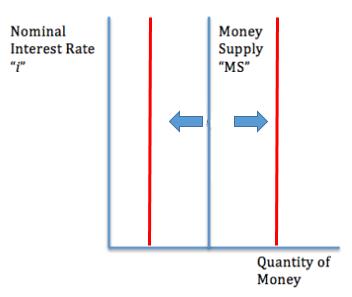 Nominal
Interest Rate
“i”
Money
Supply
“MS”
Quantity of
Money